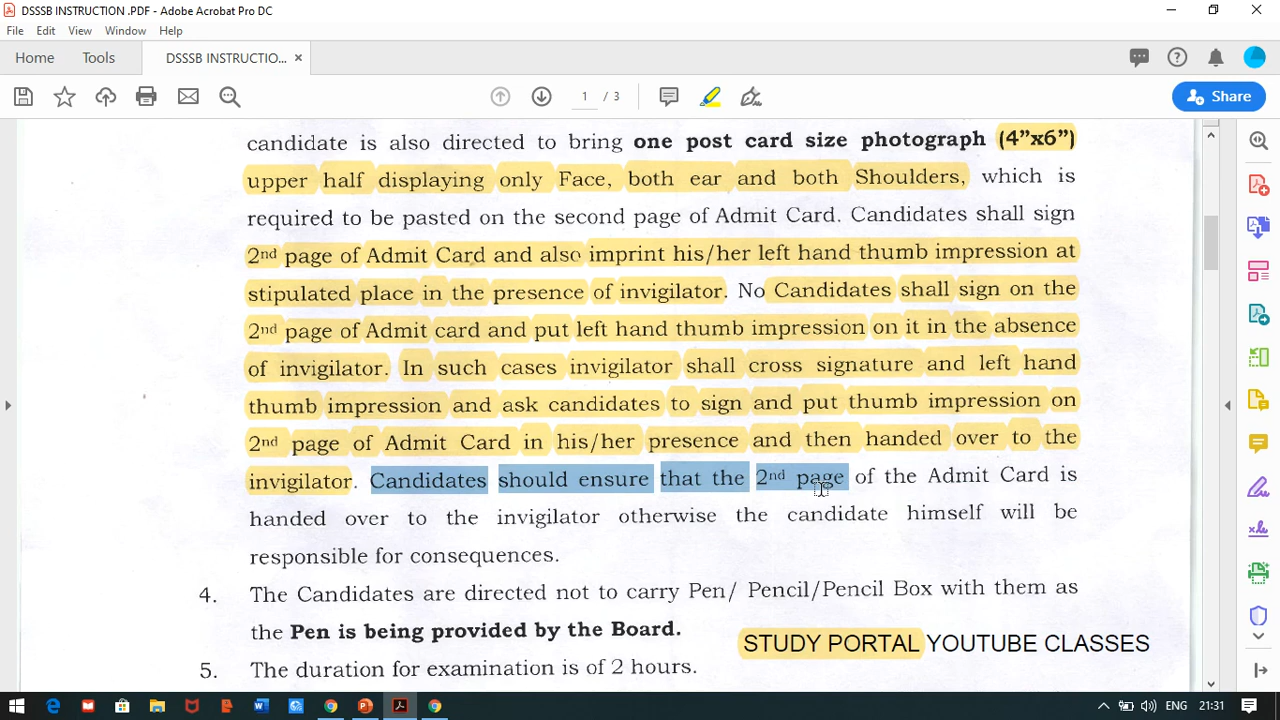 DSSSB INSTRUCTION .PDF - Adobe Acrobat Pro DC
File Edit View Window Help
Home Tools DSSSB INSTRUCTIO... ×
1 / 3
Share
candidate is also directed to bring one post card size photograph (4”x6”)
upper half displaying only Face, both ear and both Shoulders, which is
required to be pasted on the second page of Admit Card. Candidates shall sign
2nd page of Admit Card and also imprint his/her left hand thumb impression at
stipulated place in the presence of invigilator. No Candidates shall sign on the
2nd page of Admit card and put left hand thumb impression on it in the absence
of invigilator. In such cases invigilator shall cross signature and left hand
thumb impression and ask candidates to sign and put thumb impression on
2nd page of Admit Card in his/her presence and then handed over to the
invigilator. Candidates should ensure that the 2nd page of the Admit Card is
handed over to the invigilator otherwise the candidate himself will be
responsible for consequences.
4. The Candidates are directed not to carry Pen/ Pencil/Pencil Box with them as
the Pen is being provided by the Board.
STUDY PORTAL YOUTUBE CLASSES
5. The duration for examination is of 2 hours.
ENG 21:31